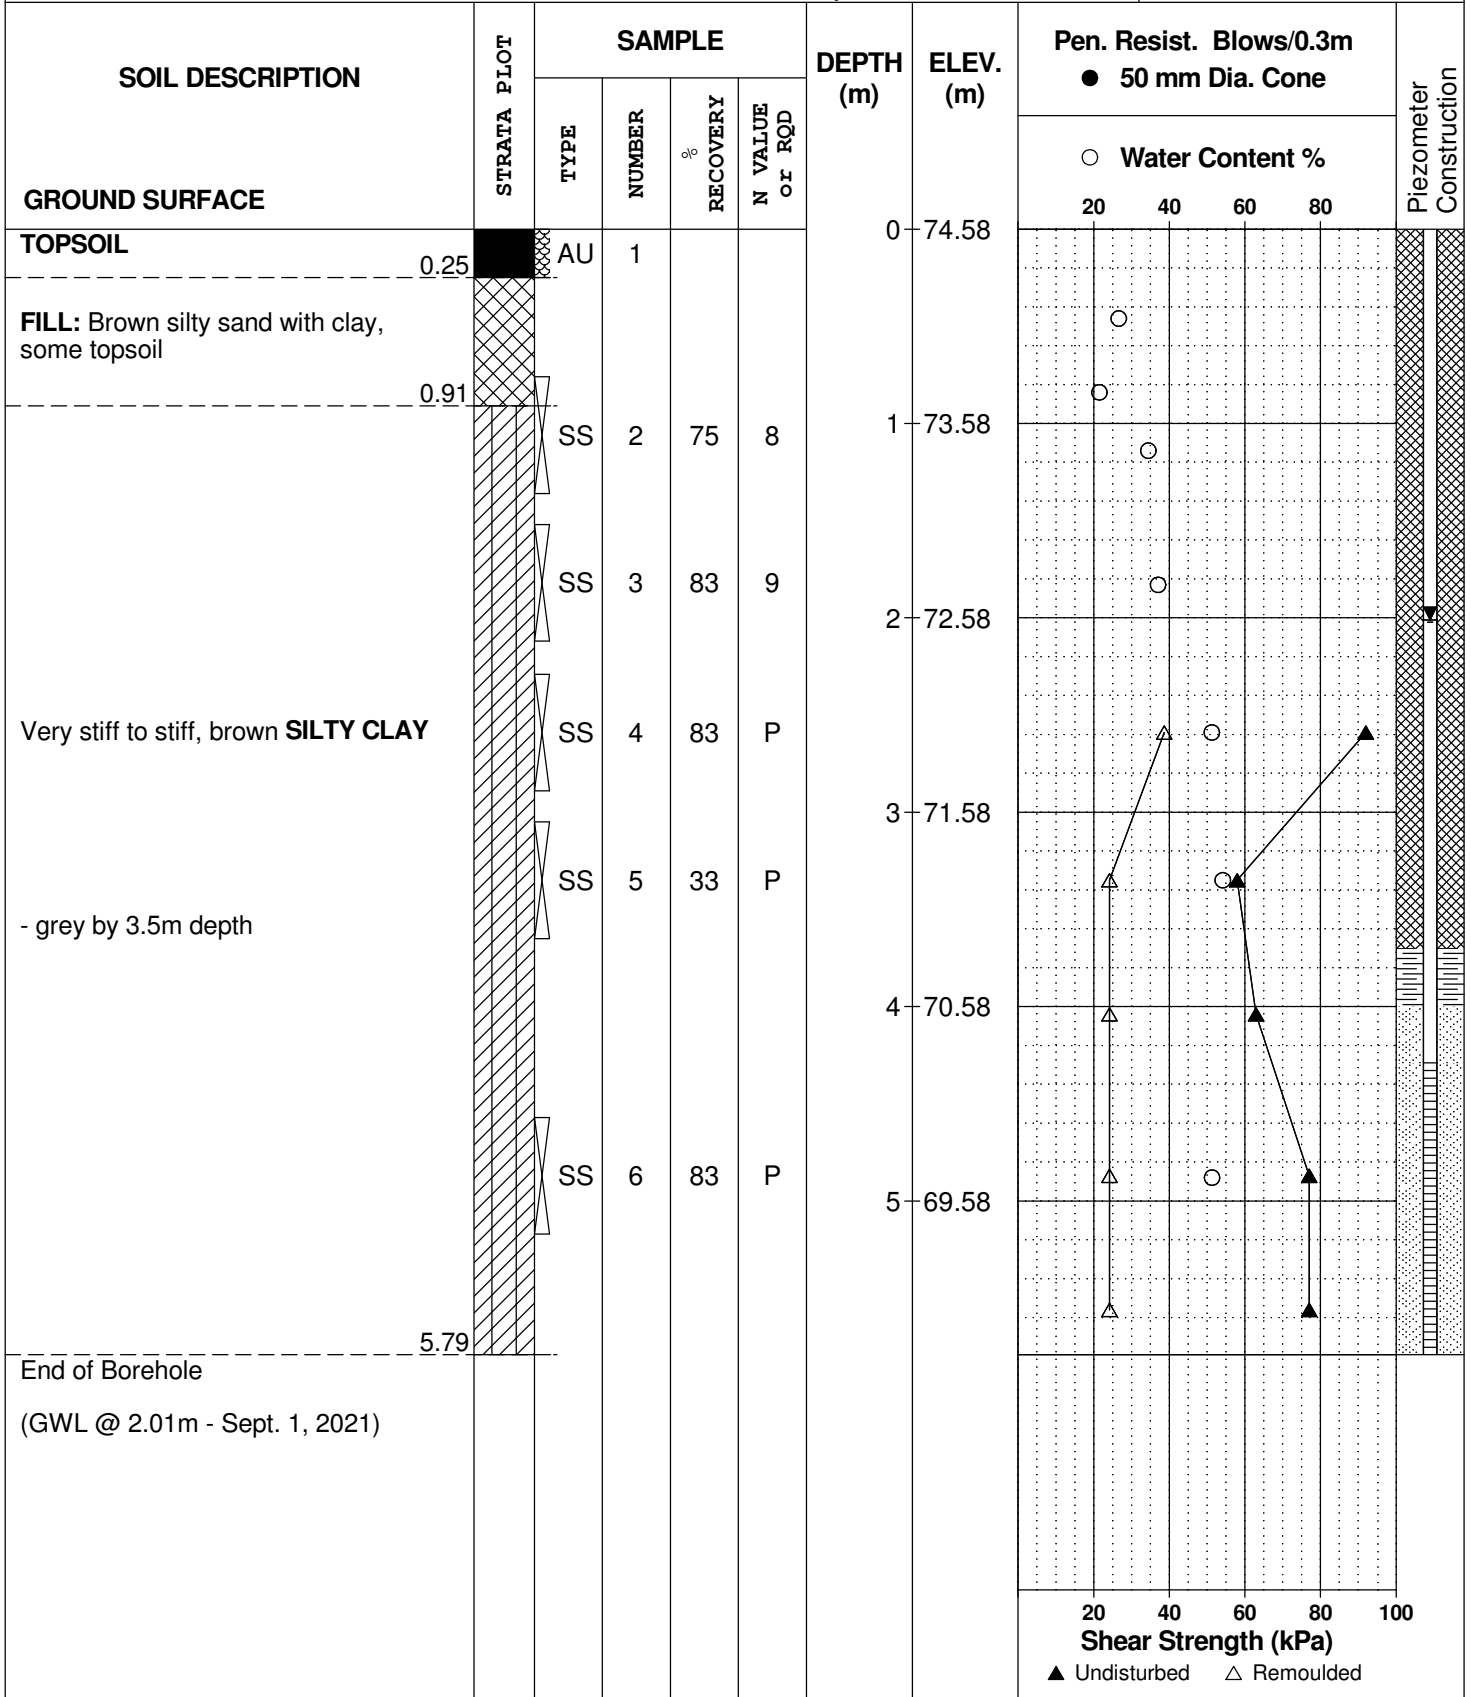 SOIL DESCRIPTION
GROUND SURFACE
STRATA PLOT
SAMPLE
TYPE
NUMBER
% RECOVERY
N VALUE
or RQD
DEPTH
(m)
ELEV.
(m)
Pen. Resist. Blows/0.3m
● 50 mm Dia. Cone
○ Water Content %
20 40 60 80
Piezometer
Construction
TOPSOIL
0.25
AU 1
0 74.58
FILL: Brown silty sand with clay,
some topsoil
0.91
1 73.58
SS 2 75 8
SS 3 83 9
2 72.58
Very stiff to stiff, brown SILTY CLAY
SS 4 83 P
3 71.58
SS 5 33 P
- grey by 3.5m depth
4 70.58
SS 6 83 P
5 69.58
5.79
End of Borehole
(GWL @ 2.01m - Sept. 1, 2021)
20 40 60 80 100
Shear Strength (kPa)
▲ Undisturbed △ Remoulded